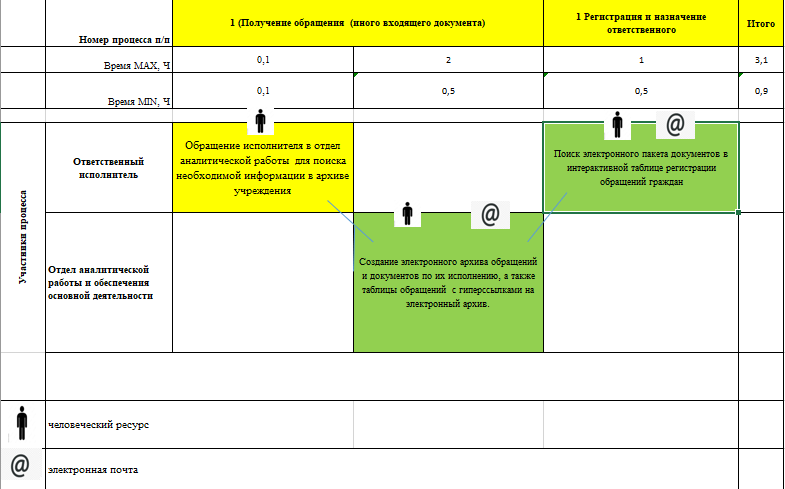 Номер процесса п/п
1 (Получение обращения (иного входящего документа)
1 Регистрация и назначение
ответственного
Итого
Время MAX, Ч
0,1
2
1
3,1
Время MIN, Ч
0,1
0,5
0,5
0,9
Участники процесса
Ответственный
исполнитель
Обращение исполнителя в отдел
аналитической работы для поиска
необходимой информации в архиве
учреждения
@
Поиск электронного пакета документов в
интерактивной таблице регистрации
обращений граждан
Отдел аналитической
работы и обеспечения
основной деятельности
@
Создание электронного архива обращений
и документов по их исполнению, а также
таблицы обращений с гиперссылками на
электронный архив.
человеческий ресурс
@
электронная почта